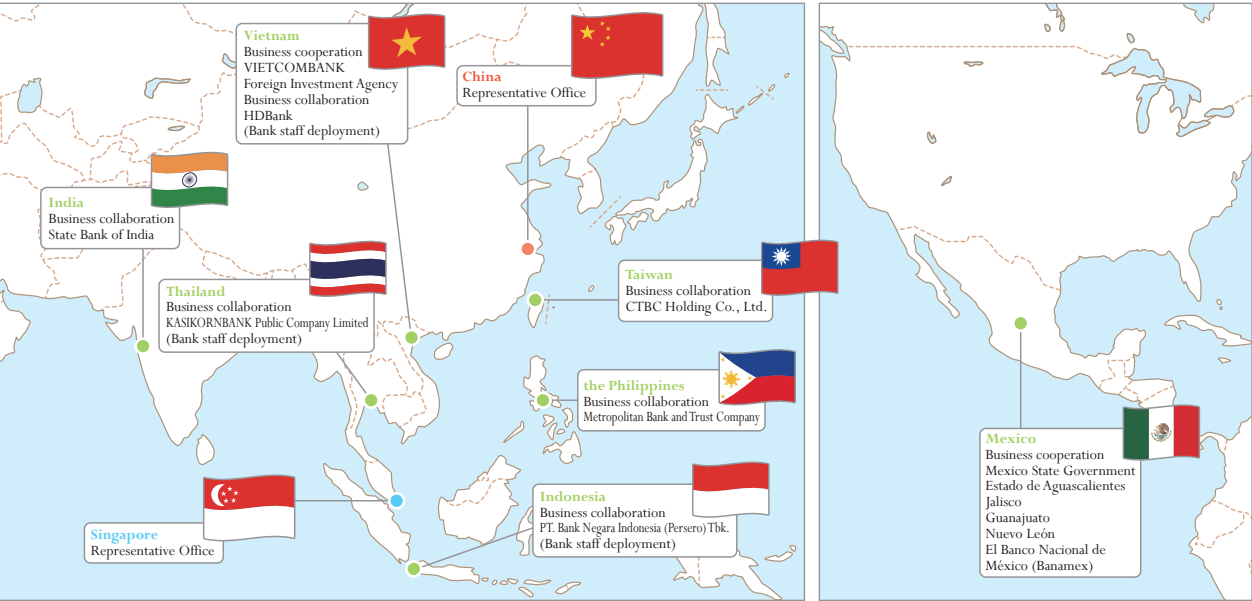 Vietnam
Business cooperation
VIETCOMBANK
Foreign Investment Agency
Business collaboration
HDBank
(Bank staff deployment)
China
Representative Office
India
Business collaboration
State Bank of India
Thailand
Business collaboration
KASIKORNBANK Public Company Limited
(Bank staff deployment)
Taiwan
Business collaboration
CTBC Holding Co., Ltd.
the Philippines
Business collaboration
Metropolitan Bank and Trust Company
Singapore
Representative Office
Indonesia
Business collaboration
PT. Bank Negara Indonesia (Persero) Tbk.
(Bank staff deployment)
Mexico
Business cooperation
Mexico State Government
Estado de Aguascalientes
Jalisco
Guanajuato
Nuevo León
El Banco Nacional de
México (Banamex)